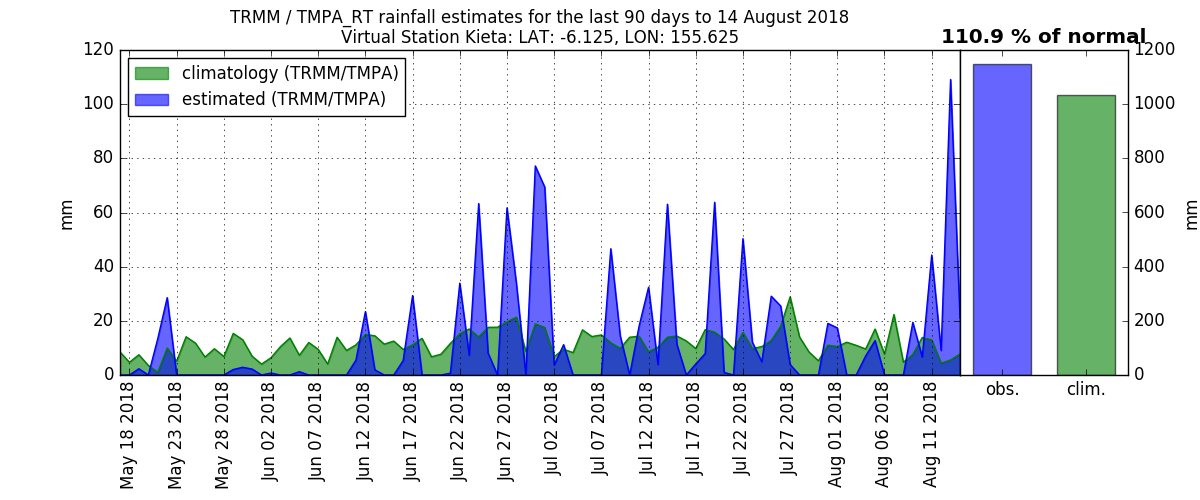 TRMM / TMPA_RT rainfall estimates for the last 90 days to 14 August 2018
Virtual Station Kieta: LAT: -6.125, LON: 155.625
110.9 % of normal
climatology (TRMM/TMPA)
estimated (TRMM/TMPA)
120
100
80
60
40
20
0
mm
1200
1000
800
600
400
200
0
mm
May 18 2018
May 23 2018
May 28 2018
Jun 02 2018
Jun 07 2018
Jun 12 2018
Jun 17 2018
Jun 22 2018
Jun 27 2018
Jul 02 2018
Jul 07 2018
Jul 12 2018
Jul 17 2018
Jul 22 2018
Jul 27 2018
Aug 01 2018
Aug 06 2018
Aug 11 2018
obs.
clim.